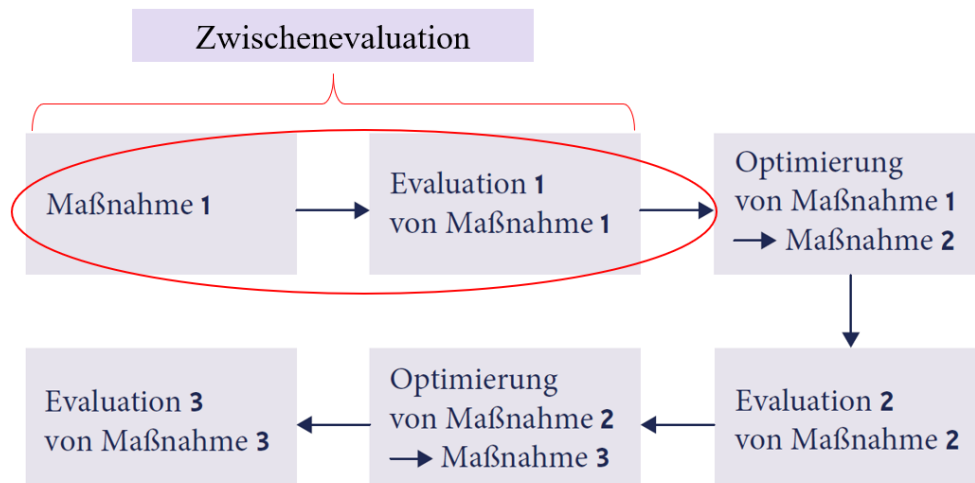 Zwischenevaluation
Maßnahme 1
Evaluation 1
von Maßnahme 1
Optimierung
von Maßnahme 1
→ Maßnahme 2
Evaluation 2
von Maßnahme 2
Optimierung
von Maßnahme 2
→ Maßnahme 3
Evaluation 3
von Maßnahme 3